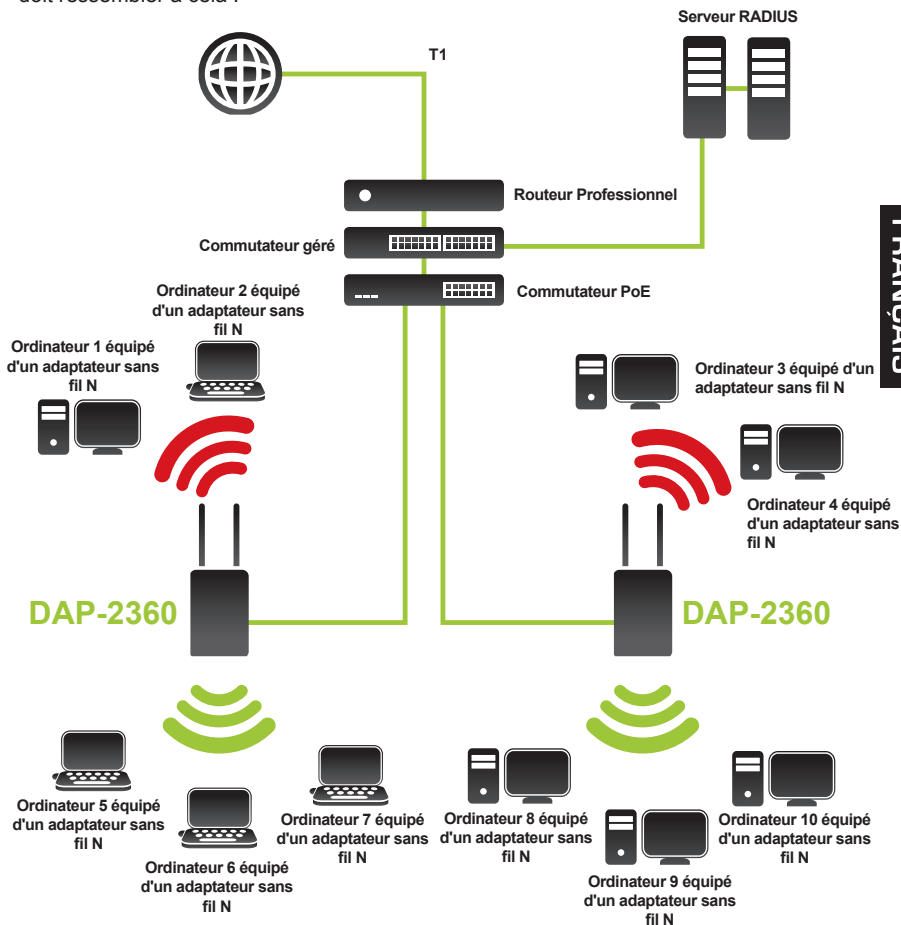 doit ressembler à cela :
Serveur RADIUS
T1
Routeur Professionnel
Commutateur géré
Commutateur PoE
FRANÇAIS
Ordinateur 2 équipé
d'un adaptateur sans
fil N
Ordinateur 1 équipé
d'un adaptateur sans
fil N
Ordinateur 3 équipé d'un
adaptateur sans fil N
Ordinateur 4 équipé
d'un adaptateur sans
fil N
DAP-2360
DAP-2360
Ordinateur 5 équipé
d'un adaptateur sans
fil N
Ordinateur 6 équipé
d'un adaptateur sans
fil N
Ordinateur 7 équipé
d'un adaptateur sans
fil N
Ordinateur 8 équipé
d'un adaptateur sans
fil N
Ordinateur 9 équipé
d'un adaptateur sans
fil N
Ordinateur 10 équipé
d'un adaptateur sans
fil N